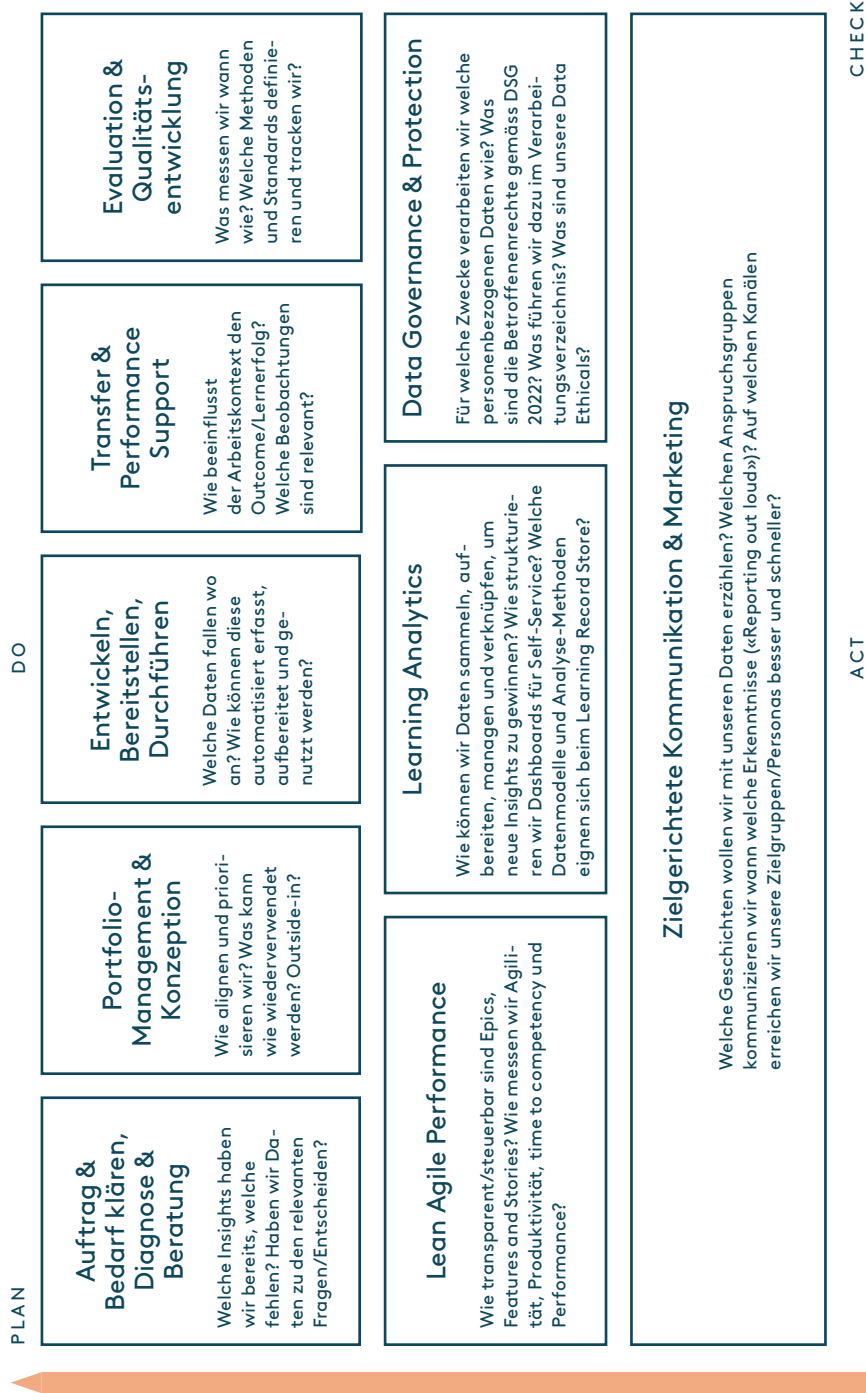 PLAN
DO
Auftrag &
Bedarf klären,
Diagnose &
Beratung
Welche Insights haben
wir bereits, welche
fehlen? Haben wir Da-
ten zu den relevanten
Fragen/Entscheiden?
Portfolio-
Management &
Konzeption
Wie alignen und priori-
sieren wir? Was kann
wie wiederverwendet
werden? Outside-in?
Entwickeln,
Bereitstellen,
Durchführen
Welche Daten fallen wo
an? Wie können diese
automatisiert erfasst,
aufbereitet und ge-
nutzt werden?
Transfer &
Performance
Support
Wie beeinflusst
der Arbeitskontext den
Outcome/Lernerfolg?
Welche Beobachtungen
sind relevant?
Evaluation &
Qualitäts-
entwicklung
Was messen wir wann
wie? Welche Methoden
und Standards definie-
ren und tracken wir?
Lean Agile Performance
Wie transparent/steuerbar sind Epics,
Features and Stories? Wie messen wir Agili-
tät, Produktivität, time to competency und
Performance?
Learning Analytics
Wie können wir Daten sammeln, auf-
bereiten, managen und verknüpfen, um
neue Insights zu gewinnen? Wie strukturie-
ren wir Dashboards für Self-Service? Welche
Datenmodelle und Analyse-Methoden
eignen sich beim Learning Record Store?
Data Governance & Protection
Für welche Zwecke verarbeiten wir welche
personenbezogenen Daten wie? Was
sind die Betroffenenrechte gemäss DSG
2022? Was führen wir dazu im Verarbei-
tungsverzeichnis? Was sind unsere Data
Ethicals?
Zielgerichtete Kommunikation & Marketing
Welche Geschichten wollen wir mit unseren Daten erzählen? Welchen Anspruchsgruppen
kommunizieren wir wann welche Erkenntnisse («Reporting out loud»)? Auf welchen Kanälen
erreichen wir unsere Zielgruppen/Personas besser und schneller?
ACT
CHECK